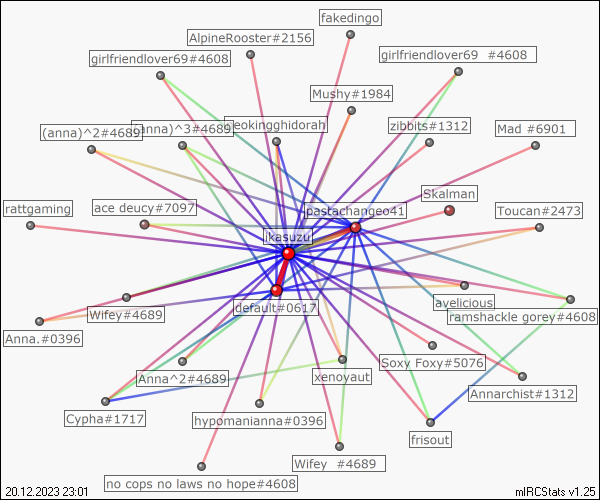 fakedingo
AlpineRooster#2156
girlfriendlover69#4608
girlfriendlover69 #4608
Mushy#1984
(anna)^2#4689
(anna)^3#4689
neokingghidorah
zibbits#1312
Mad #6901
Skalman
rattgaming
ace deucy#7097
pastachangeo41
Toucan#2473
ikasuzu
default#0617
Wifey#4689
ayelicious
ramshackle gorey#4608
Anna.#0396
Anna^2#4689
xenoyaut
Soxy Foxy#5076
Annarchist#1312
Cypha#1717
hypomanianna#0396
frisout
Wifey #4689
no cops no laws no hope#4608
20.12.2023 23:01
mIRCStats v1.25